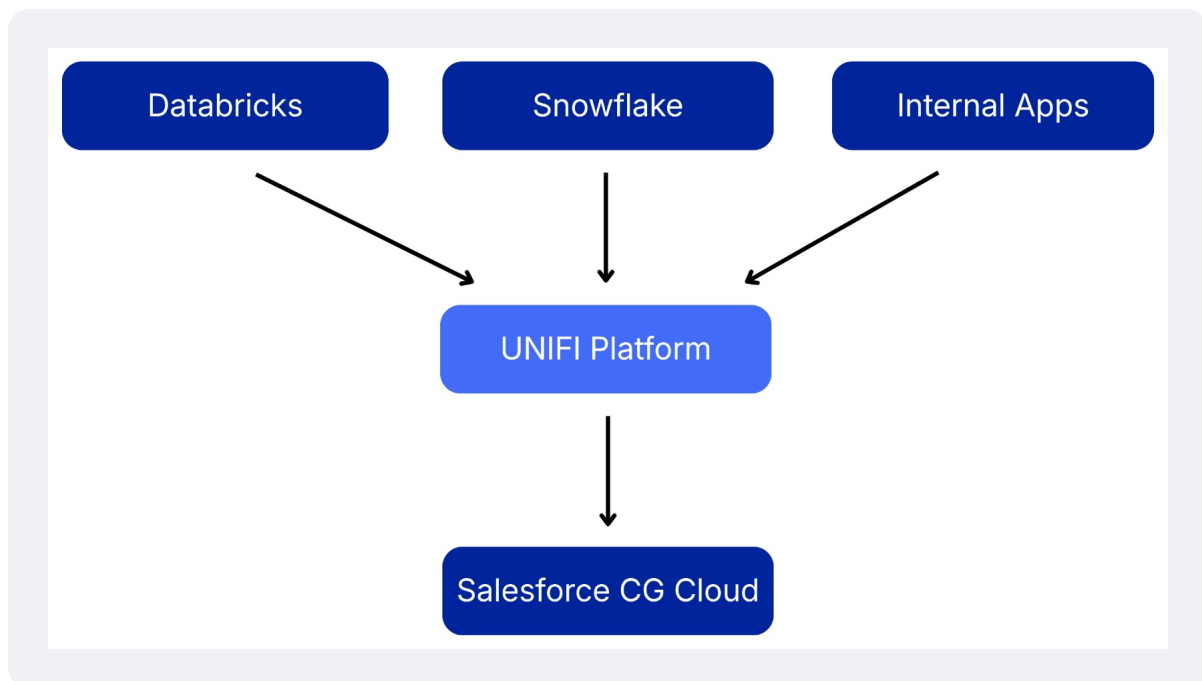 Databricks
Snowflake
Internal Apps
UNIFI Platform
Salesforce CG Cloud